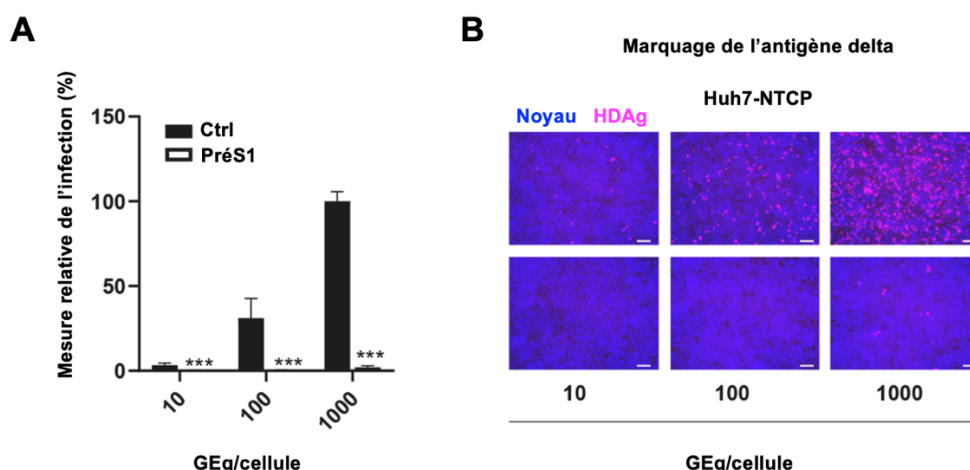 A
Mesure relative de l'infection (%)
150
100
50
0
Ctrl
PréS1
***
***
***
10
100
1000
GEq/cellule
B
Marquage de l'antigène delta
Huh7-NTCP
Noyau HDAg
10 100 1000
GEq/cellule